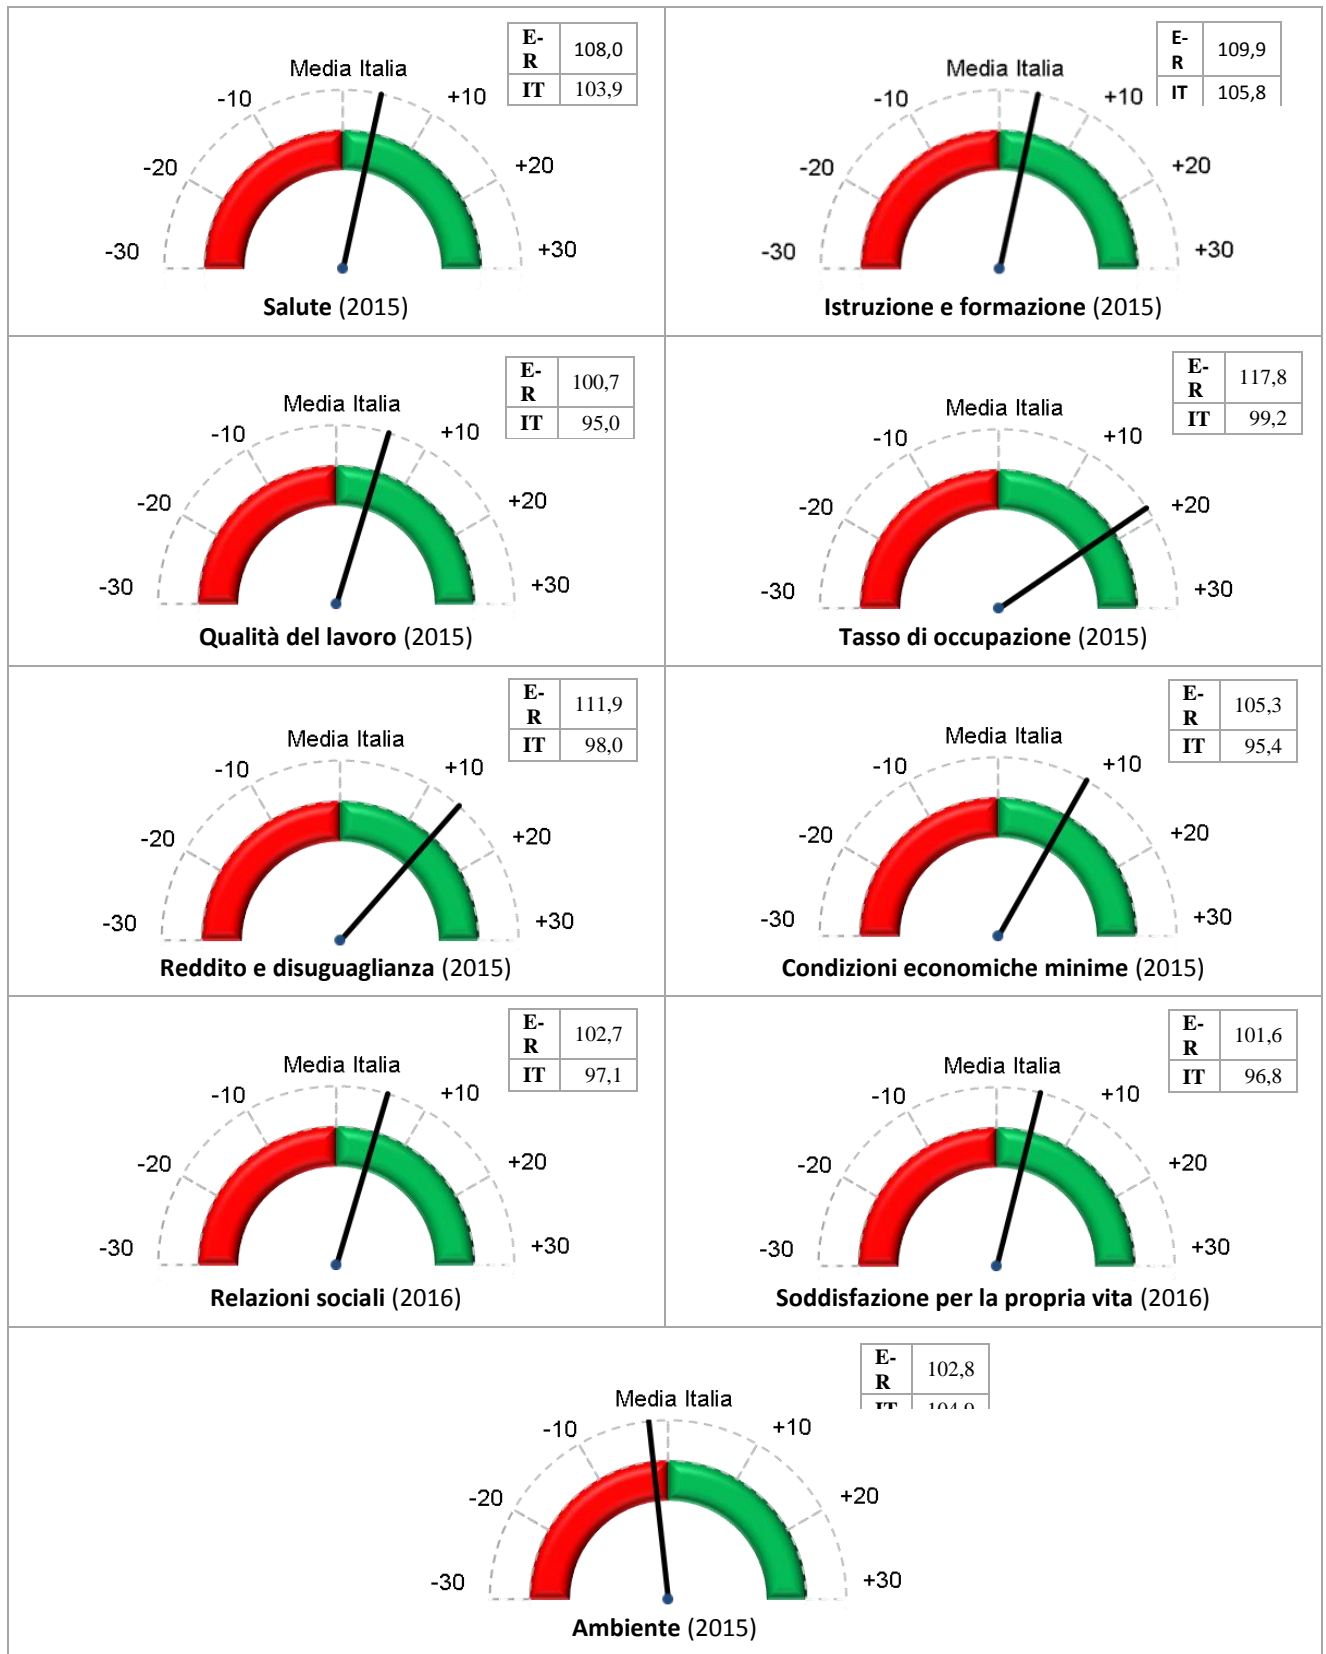 E-
R 108,0
IT 103,9
Media Italia
-10 +10
-20 +20
-30 +30
Salute (2015)
E-
R 109,9
IT 105,8
Media Italia
-10 +10
-20 +20
-30 +30
Istruzione e formazione (2015)
E-
R 100,7
IT 95,0
Media Italia
-10 +10
-20 +20
-30 +30
Qualità del lavoro (2015)
E-
R 117,8
IT 99,2
Media Italia
-10 +10
-20 +20
-30 +30
Tasso di occupazione (2015)
E-
R 111,9
IT 98,0
Media Italia
-10 +10
-20 +20
-30 +30
Reddito e disuguaglianza (2015)
E-
R 105,3
IT 95,4
Media Italia
-10 +10
-20 +20
-30 +30
Condizioni economiche minime (2015)
E-
R 102,7
IT 97,1
Media Italia
-10 +10
-20 +20
-30 +30
Relazioni sociali (2016)
E-
R 101,6
IT 96,8
Media Italia
-10 +10
-20 +20
-30 +30
Soddisfazione per la propria vita (2016)
E-
R 102,8
IT
Media Italia
-10 +10
-20 +20
-30 +30
Ambiente (2015)